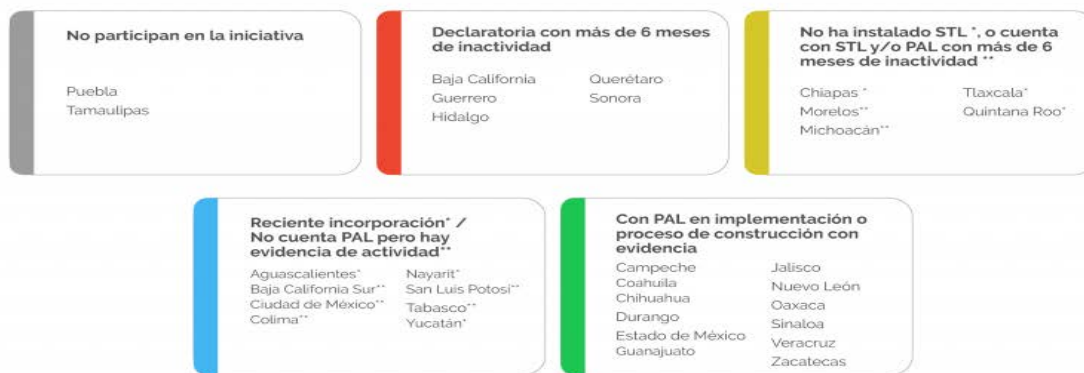 No participan en la iniciativa
Puebla
Tamaulipas
Declaratoria con más de 6 meses
de inactividad
Baja California
Guerrero
Hidalgo
Querétaro
Sonora
No ha instalado STL *, o cuenta
con STL y/o PAL con más de 6
meses de inactividad **
Chiapas *
Morelos**
Michoacán**
Tlaxcala*
Quintana Roo*
Reciente incorporación* /
No cuenta PAL pero hay
evidencia de actividad**
Aguascalientes*
Baja California Sur**
Ciudad de México**
Colima**
Nayarit*
San Luis Potosí**
Tabasco**
Yucatán*
Con PAL en implementación o
proceso de construcción con
evidencia
Campeche
Coahuila
Chihuahua
Durango
Estado de México
Guanajuato
Jalisco
Nuevo León
Oaxaca
Sinaloa
Veracruz
Zacatecas